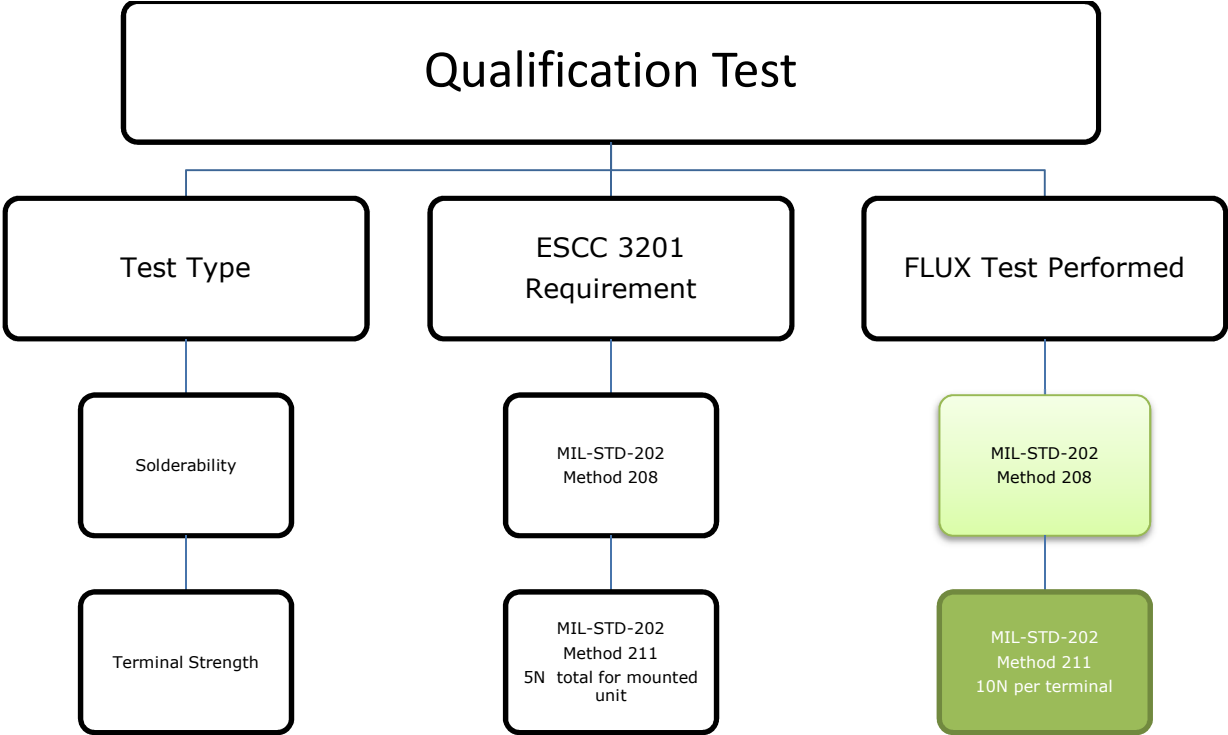 Qualification Test
Test Type
ESCC 3201
Requirement
FLUX Test Performed
Solderability
MIL-STD-202
Method 208
MIL-STD-202
Method 208
Terminal Strength
MIL-STD-202
Method 211
5N  total for mounted
unit
MIL-STD-202
Method 211
10N per terminal